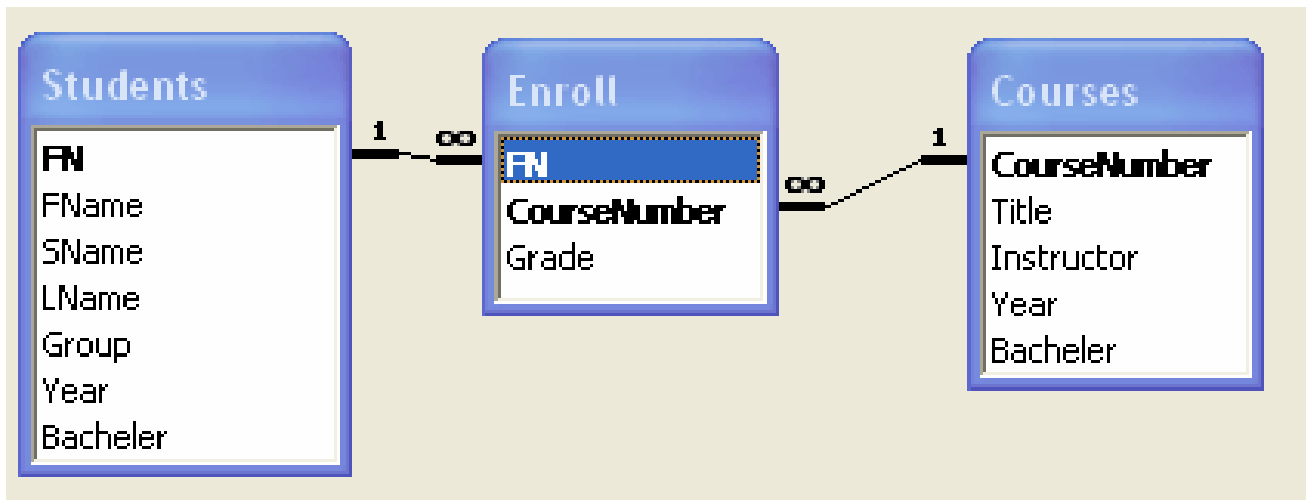 Students
FN
FName
SName
LName
Group
Year
Bacheler
1
∞
Enroll
FN
CourseNumber
Grade
∞
1
Courses
CourseNumber
Title
Instructor
Year
Bacheler